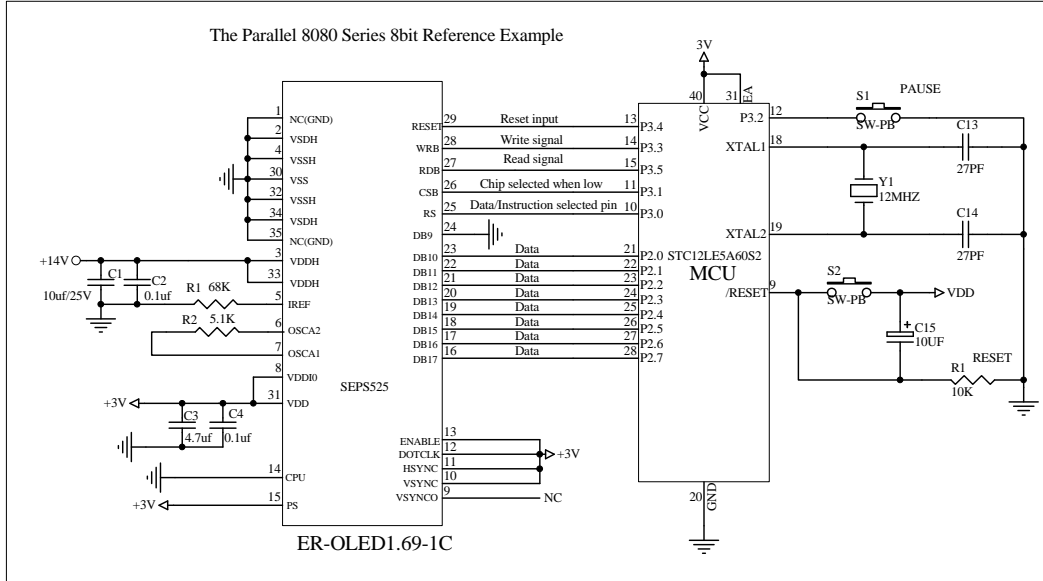 The Parallel 8080 Series 8bit Reference Example
1 NC(GND)
2 VSDH
4 VSSH
30 VSS
32 VSSH
34 VSDH
35 NC(GND)
+14V
3 VDDH
33 VDDH
C1
10uf/25V
C2
0.1uf
R1 68K
5 IREF
R2 5.1K
6 OSCA2
7 OSCA1
8 VDDI0
31 VDD
+3V
C3
4.7uf
C4
0.1uf
14 CPU
+3V
15 PS
SEPS525
ER-OLED1.69-1C
RESET 29 Reset input 13 P3.4
WRB 28 Write signal 14 P3.3
RDB 27 Read signal 15 P3.5
CSB 26 Chip selected when low 11 P3.1
RS 25 Data/Instruction selected pin 10 P3.0
DB9 24
DB10 23 Data 21 P2.0
DB11 22 Data 22 P2.1
DB12 21 Data 23 P2.2
DB13 20 Data 24 P2.3
DB14 19 Data 25 P2.4
DB15 18 Data 26 P2.5
DB16 17 Data 27 P2.6
DB17 16 Data 28 P2.7
ENABLE 13
DOTCLK 12
HSYNC 11
VSYNC 10
VSYNCO 9
+3V
NC
3V
40 VCC
31 EA
STC12LE5A60S2
MCU
20 GND
P3.2 12
XTAL1 18
XTAL2 19
/RESET 9
S1
PAUSE
SW-PB
C13
27PF
Y1
12MHZ
C14
27PF
S2
SW-PB
VDD
+
C15
10UF
R1
10K
RESET